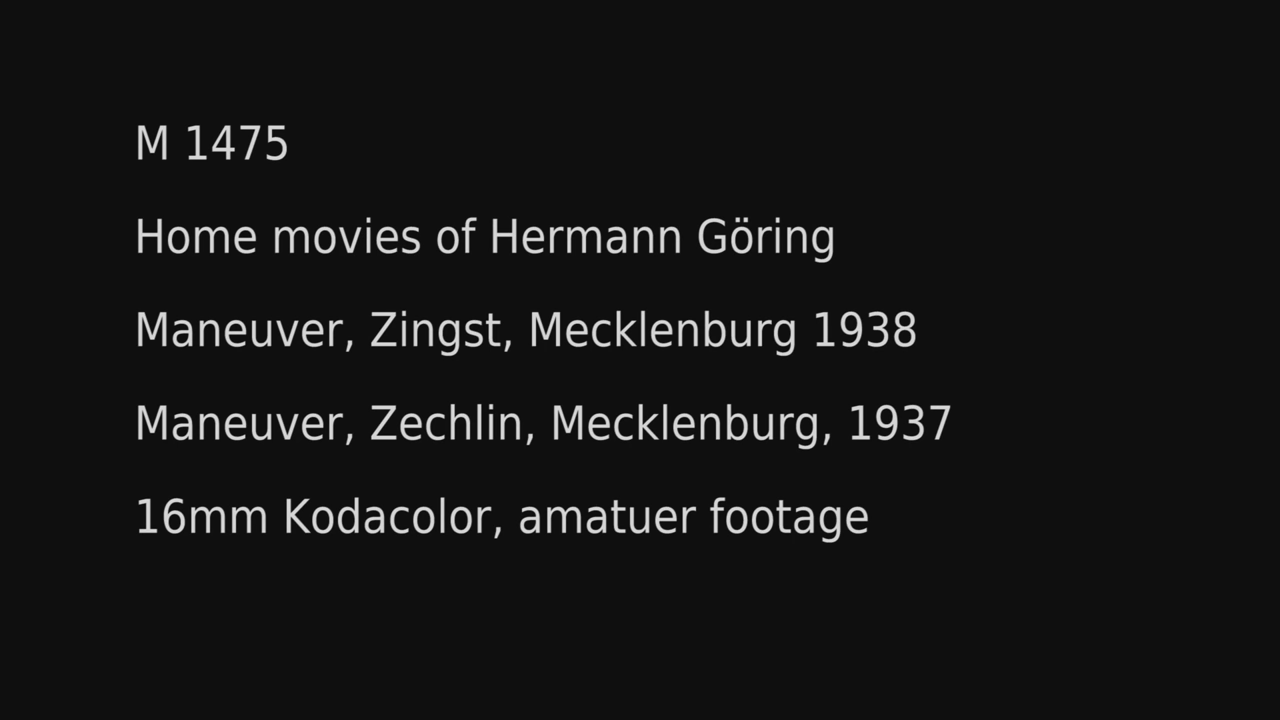 M 1475
Home movies of Hermann Göring
Maneuver, Zingst, Mecklenburg 1938
Maneuver, Zechlin, Mecklenburg, 1937
16mm Kodacolor, amatuer footage